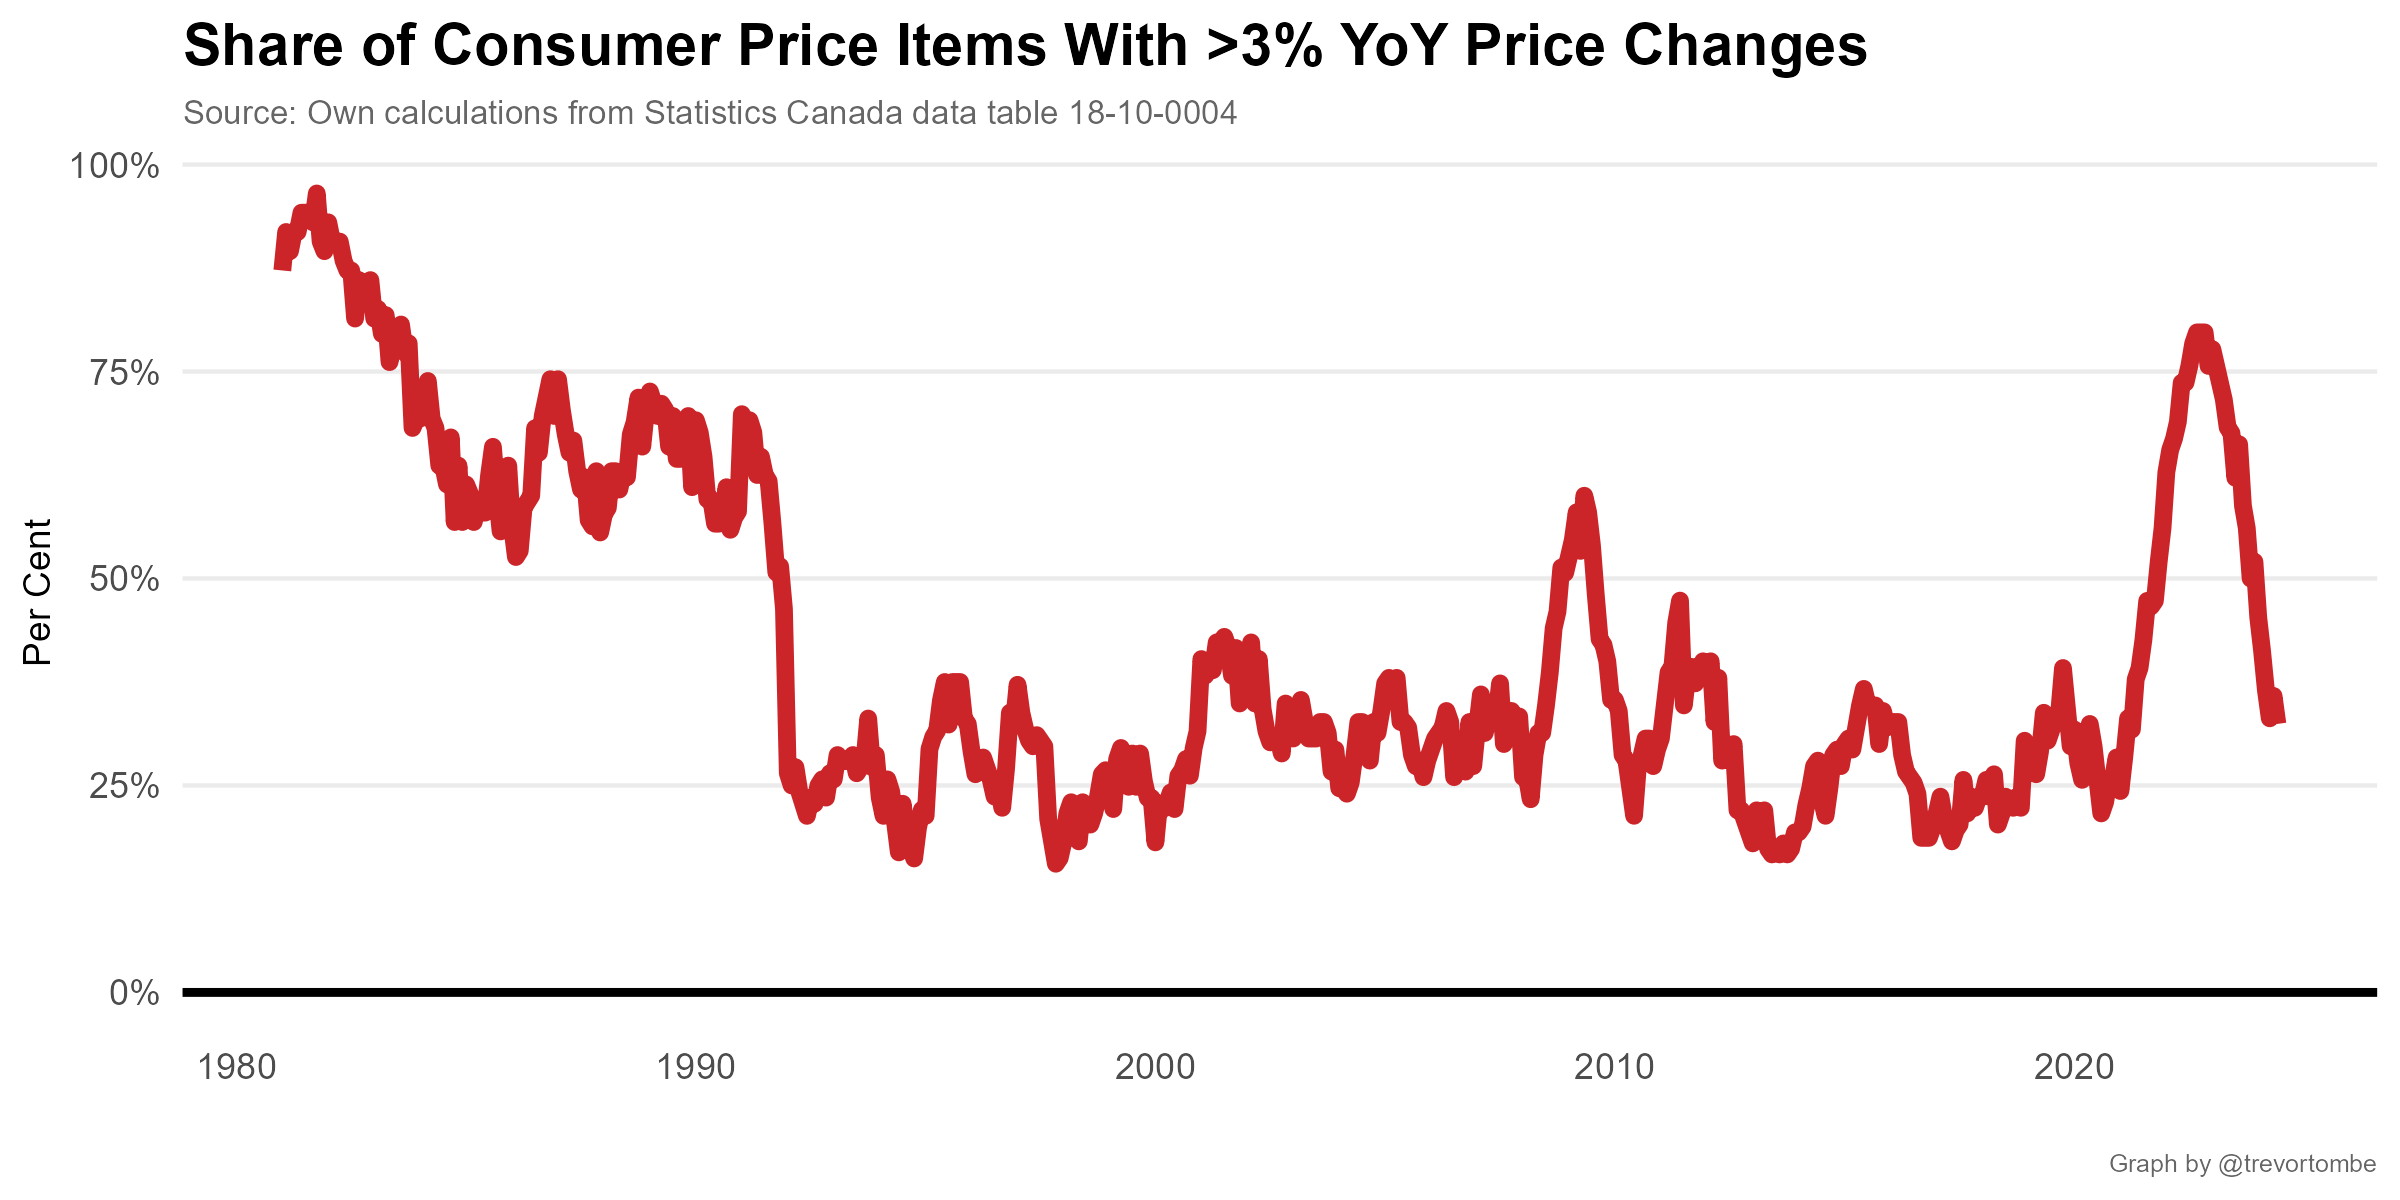 Share of Consumer Price Items With >3% YoY Price Changes
Source: Own calculations from Statistics Canada data table 18-10-0004
100%
75%
50%
25%
0%
Per Cent
1980 1990 2000 2010 2020
Graph by @trevortombe